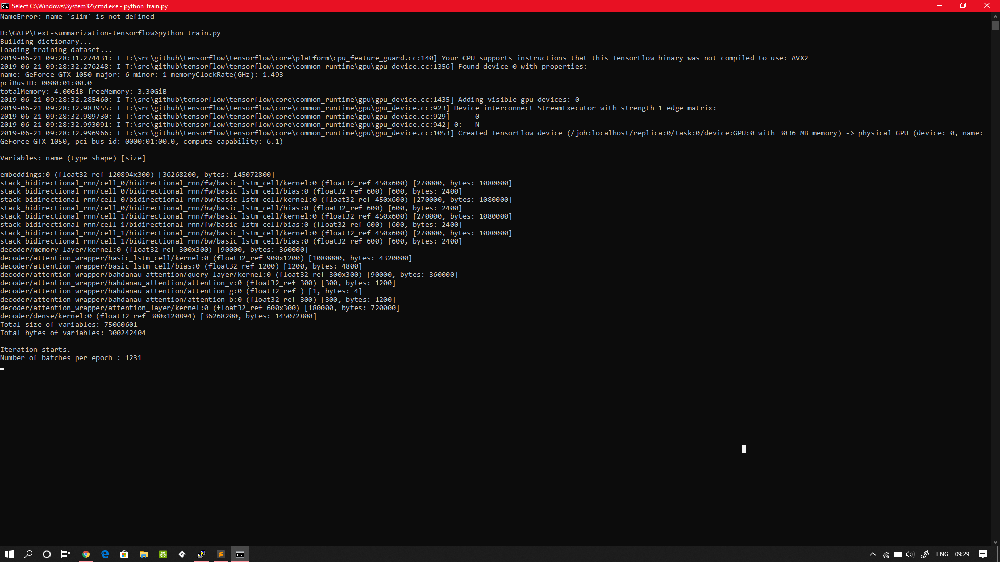 Select C:\Windows\System32\cmd.exe - python  train.py
NameError: name 'slim' is not defined
D:\GAIP\text-summarization-tensorflow>python train.py
Building dictionary...
Loading training dataset...
2019-06-21 09:28:31.274431: I T:\src\github\tensorflow\tensorflow\core\platform\cpu_feature_guard.cc:140] Your CPU supports instructions that this TensorFlow binary was not compiled to use: AVX2
2019-06-21 09:28:32.276248: I T:\src\github\tensorflow\tensorflow\core\common_runtime\gpu\gpu_device.cc:1356] Found device 0 with properties:
name: GeForce GTX 1050 major: 6 minor: 1 memoryClockRate(GHz): 1.493
pciBusID: 0000:01:00.0
totalMemory: 4.00GiB freeMemory: 3.30GiB
2019-06-21 09:28:32.285460: I T:\src\github\tensorflow\tensorflow\core\common_runtime\gpu\gpu_device.cc:1435] Adding visible gpu devices: 0
2019-06-21 09:28:32.983955: I T:\src\github\tensorflow\tensorflow\core\common_runtime\gpu\gpu_device.cc:923] Device interconnect StreamExecutor with strength 1 edge matrix:
2019-06-21 09:28:32.989730: I T:\src\github\tensorflow\tensorflow\core\common_runtime\gpu\gpu_device.cc:929]      0
2019-06-21 09:28:32.993091: I T:\src\github\tensorflow\tensorflow\core\common_runtime\gpu\gpu_device.cc:942] 0:   N
2019-06-21 09:28:32.996966: I T:\src\github\tensorflow\tensorflow\core\common_runtime\gpu\gpu_device.cc:1053] Created TensorFlow device (/job:localhost/replica:0/task:0/device:GPU:0 with 3036 MB memory) -> physical GPU (device: 0, name:
GeForce GTX 1050, pci bus id: 0000:01:00.0, compute capability: 6.1)
---------
Variables: name (type shape) [size]
---------
embeddings:0 (float32_ref 120894x300) [36268200, bytes: 145072800]
stack_bidirectional_rnn/cell_0/bidirectional_rnn/fw/basic_lstm_cell/kernel:0 (float32_ref 450x600) [270000, bytes: 1080000]
stack_bidirectional_rnn/cell_0/bidirectional_rnn/fw/basic_lstm_cell/bias:0 (float32_ref 600) [600, bytes: 2400]
stack_bidirectional_rnn/cell_0/bidirectional_rnn/bw/basic_lstm_cell/kernel:0 (float32_ref 450x600) [270000, bytes: 1080000]
stack_bidirectional_rnn/cell_0/bidirectional_rnn/bw/basic_lstm_cell/bias:0 (float32_ref 600) [600, bytes: 2400]
stack_bidirectional_rnn/cell_1/bidirectional_rnn/fw/basic_lstm_cell/kernel:0 (float32_ref 450x600) [270000, bytes: 1080000]
stack_bidirectional_rnn/cell_1/bidirectional_rnn/fw/basic_lstm_cell/bias:0 (float32_ref 600) [600, bytes: 2400]
stack_bidirectional_rnn/cell_1/bidirectional_rnn/bw/basic_lstm_cell/kernel:0 (float32_ref 450x600) [270000, bytes: 1080000]
stack_bidirectional_rnn/cell_1/bidirectional_rnn/bw/basic_lstm_cell/bias:0 (float32_ref 600) [600, bytes: 2400]
decoder/memory_layer/kernel:0 (float32_ref 300x300) [90000, bytes: 360000]
decoder/attention_wrapper/basic_lstm_cell/kernel:0 (float32_ref 900x1200) [1080000, bytes: 4320000]
decoder/attention_wrapper/basic_lstm_cell/bias:0 (float32_ref 1200) [1200, bytes: 4800]
decoder/attention_wrapper/bahdanau_attention/query_layer/kernel:0 (float32_ref 300x300) [90000, bytes: 360000]
decoder/attention_wrapper/bahdanau_attention/attention_v:0 (float32_ref 300) [300, bytes: 1200]
decoder/attention_wrapper/bahdanau_attention/attention_g:0 (float32_ref ) [1, bytes: 4]
decoder/attention_wrapper/bahdanau_attention/attention_b:0 (float32_ref 300) [300, bytes: 1200]
decoder/attention_wrapper/attention_layer/kernel:0 (float32_ref 600x300) [180000, bytes: 720000]
decoder/dense/kernel:0 (float32_ref 300x120894) [36268200, bytes: 145072800]
Total size of variables: 75060601
Total bytes of variables: 300242404
Iteration starts.
Number of batches per epoch : 1231
ENG 09:29